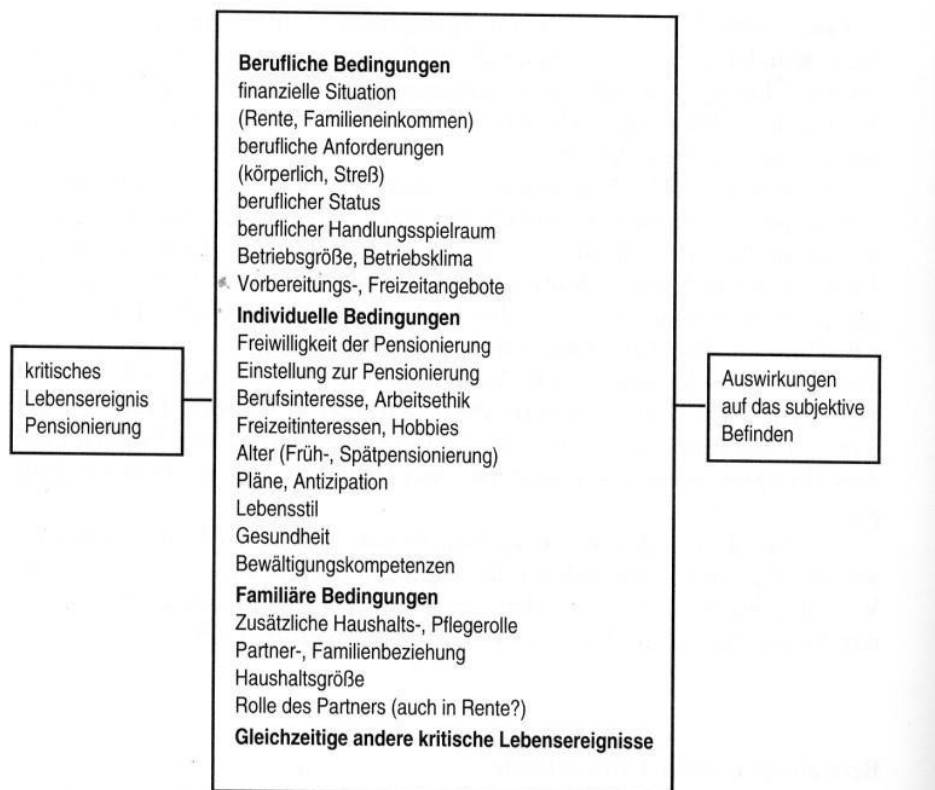 kritisches
Lebensereignis
Pensionierung
Berufliche Bedingungen
finanzielle Situation
(Rente, Familieneinkommen)
berufliche Anforderungen
(körperlich, Streß)
beruflicher Status
beruflicher Handlungsspielraum
Betriebsgröße, Betriebsklima
Vorbereitungs-, Freizeitangebote
Individuelle Bedingungen
Freiwilligkeit der Pensionierung
Einstellung zur Pensionierung
Berufsinteresse, Arbeitsethik
Freizeitinteressen, Hobbies
Alter (Früh-, Spätpensionierung)
Pläne, Antizipation
Lebensstil
Gesundheit
Bewältigungskompetenzen
Familiäre Bedingungen
Zusätzliche Haushalts-, Pflegerolle
Partner-, Familienbeziehung
Haushaltsgröße
Rolle des Partners (auch in Rente?)
Gleichzeitige andere kritische Lebensereignisse
Auswirkungen
auf das subjektive
Befinden